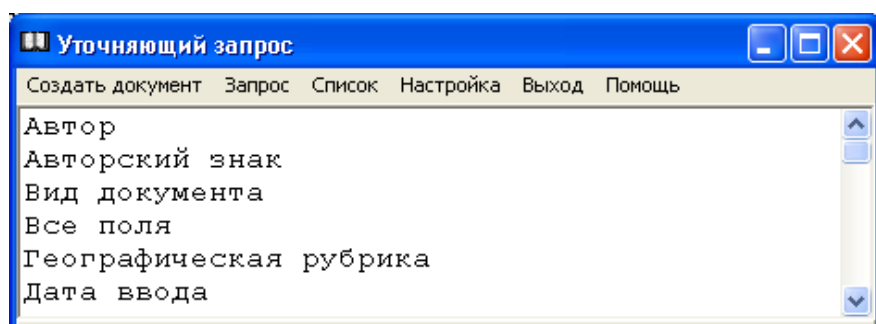 Уточняющий запрос
Создать документ Запрос Список Настройка Выход Помощь
Автор
Авторский знак
Вид документа
Все поля
Географическая рубрика
Дата ввода